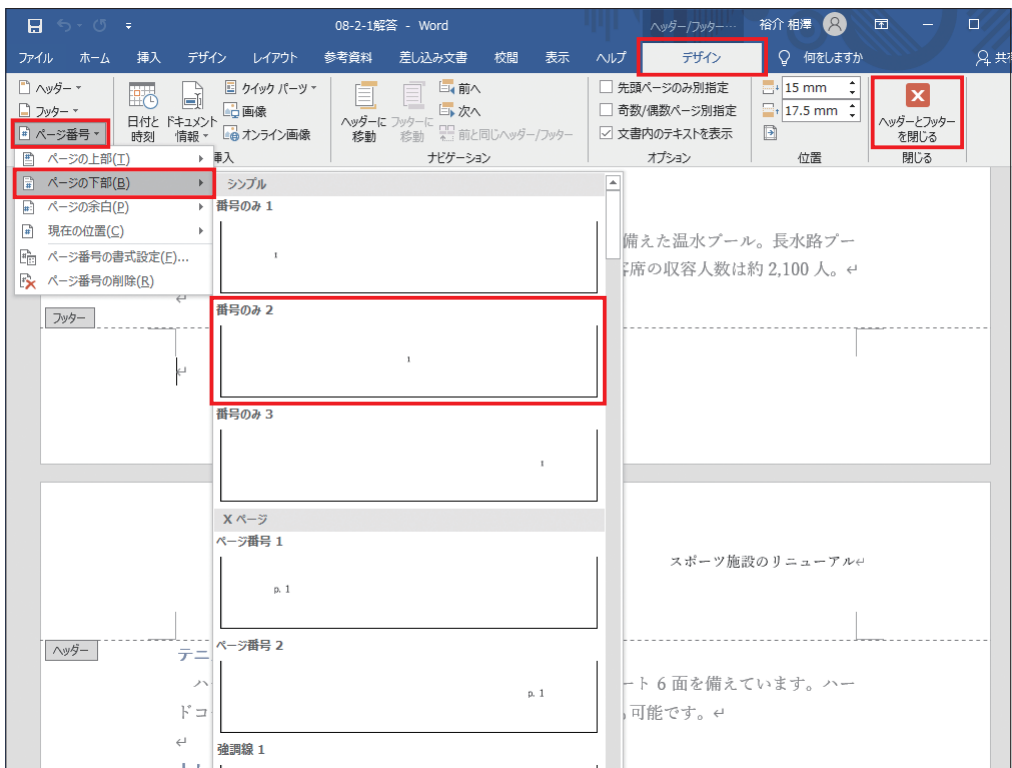 08-2-1解答 - Word
ヘッダー/フッター…
裕介 相澤
ファイル ホーム 挿入 デザイン レイアウト 参考資料 差し込み文書 校閲 表示 ヘルプ デザイン 何をしますか
ヘッダー
フッター
ページ番号
日付と時刻
ドキュメント情報
クイック パーツ
画像
オンライン画像
挿入
ヘッダーに移動
フッターに移動
前へ
次へ
前と同じヘッダー/フッター
ナビゲーション
先頭ページのみ別指定
奇数/偶数ページ別指定
文書内のテキストを表示
オプション
15 mm
17.5 mm
位置
ヘッダーとフッターを閉じる
閉じる
ページの上部(T)
ページの下部(B)
ページの余白(P)
現在の位置(C)
ページ番号の書式設定(F)...
ページ番号の削除(R)
シンプル
番号のみ 1
1
番号のみ 2
1
番号のみ 3
1
X ページ
ページ番号 1
p. 1
ページ番号 2
p. 1
強調線 1
備えた温水プール。長水路プー
席の収容人数は約 2,100 人。
フッター
スポーツ施設のリニューアル
ヘッダー
テニ
ハ
ート 6 面を備えています。ハー
ドコ
可能です。